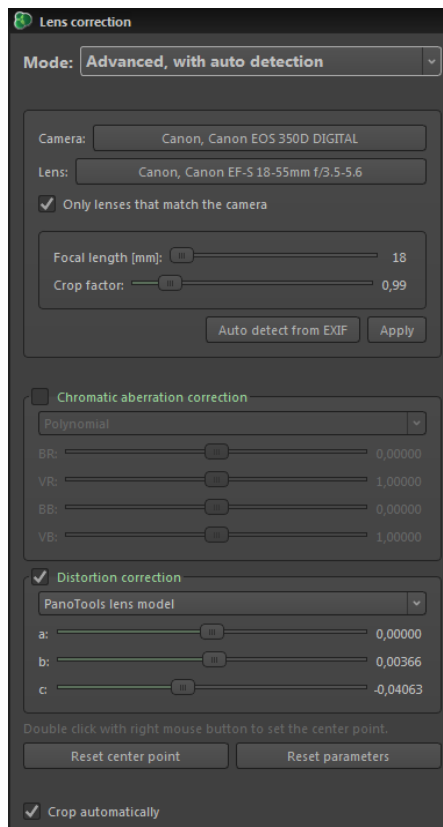 Lens correction
Mode: Advanced, with auto detection
Camera: Canon, Canon EOS 350D DIGITAL
Lens: Canon, Canon EF-S 18-55mm f/3.5-5.6
Only lenses that match the camera
Focal length [mm]: 18
Crop factor: 0,99
Auto detect from EXIF Apply
Chromatic aberration correction
Polynomial
BR: 0,00000
VR: 1,00000
BB: 0,00000
VB: 1,00000
Distortion correction
PanoTools lens model
a: 0,00000
b: 0,00366
c: -0,04063
Double click with right mouse button to set the center point.
Reset center point Reset parameters
Crop automatically